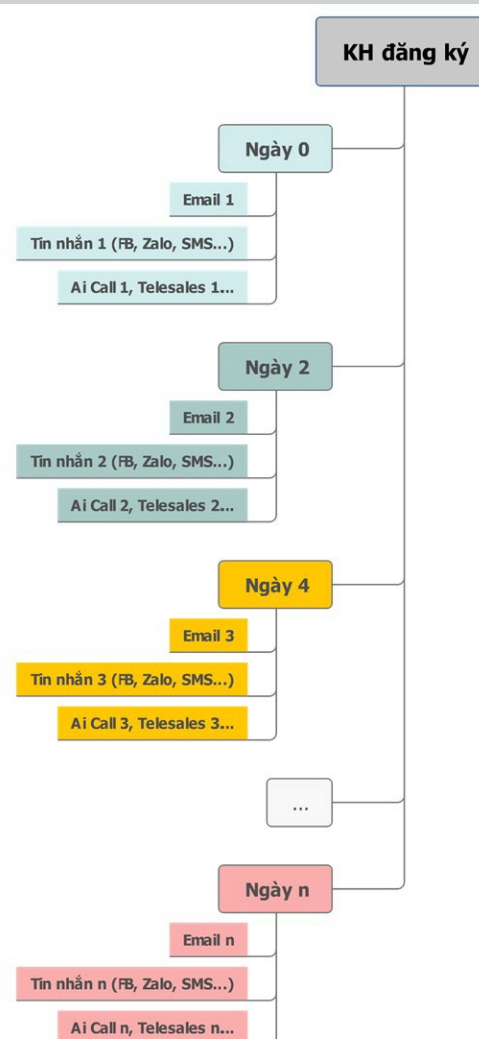 KH đăng ký
Ngày 0
Email 1
Tin nhắn 1 (FB, Zalo, SMS...)
Ai Call 1, Telesales 1...
Ngày 2
Email 2
Tin nhắn 2 (FB, Zalo, SMS...)
Ai Call 2, Telesales 2...
Ngày 4
Email 3
Tin nhắn 3 (FB, Zalo, SMS...)
Ai Call 3, Telesales 3...
...
Ngày n
Email n
Tin nhắn n (FB, Zalo, SMS...)
Ai Call n, Telesales n...